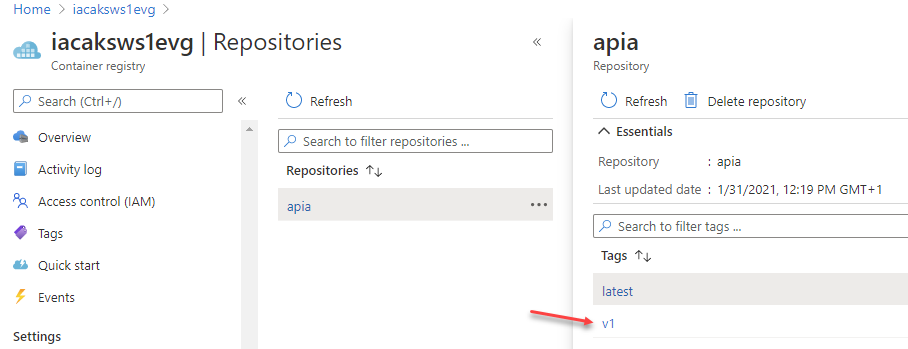 Home > iacaksws1evg >
iacaksws1evg | Repositories
Container registry
Search (Ctrl+/)
Overview
Activity log
Access control (IAM)
Tags
Quick start
Events
Settings
Refresh
Search to filter repositories ...
Repositories
apia
apia
Repository
Refresh
Delete repository
Essentials
Repository : apia
Last updated date : 1/31/2021, 12:19 PM GMT+1
Search to filter tags ...
Tags
latest
v1